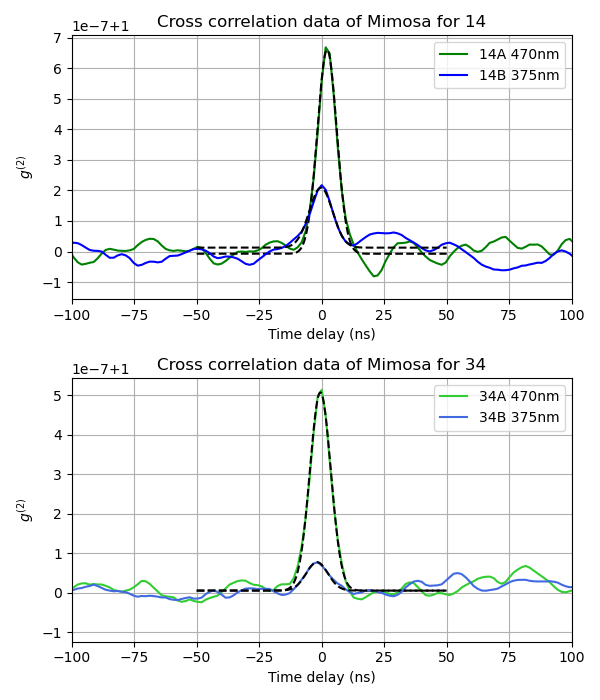 Cross correlation data of Mimosa for 14
1e−7+1
14A 470nm
14B 375nm
7
6
5
4
3
2
1
0
−1
g(2)
−100 −75 −50 −25 0 25 50 75 100
Time delay (ns)
Cross correlation data of Mimosa for 34
1e−7+1
34A 470nm
34B 375nm
5
4
3
2
1
0
−1
g(2)
−100 −75 −50 −25 0 25 50 75 100
Time delay (ns)